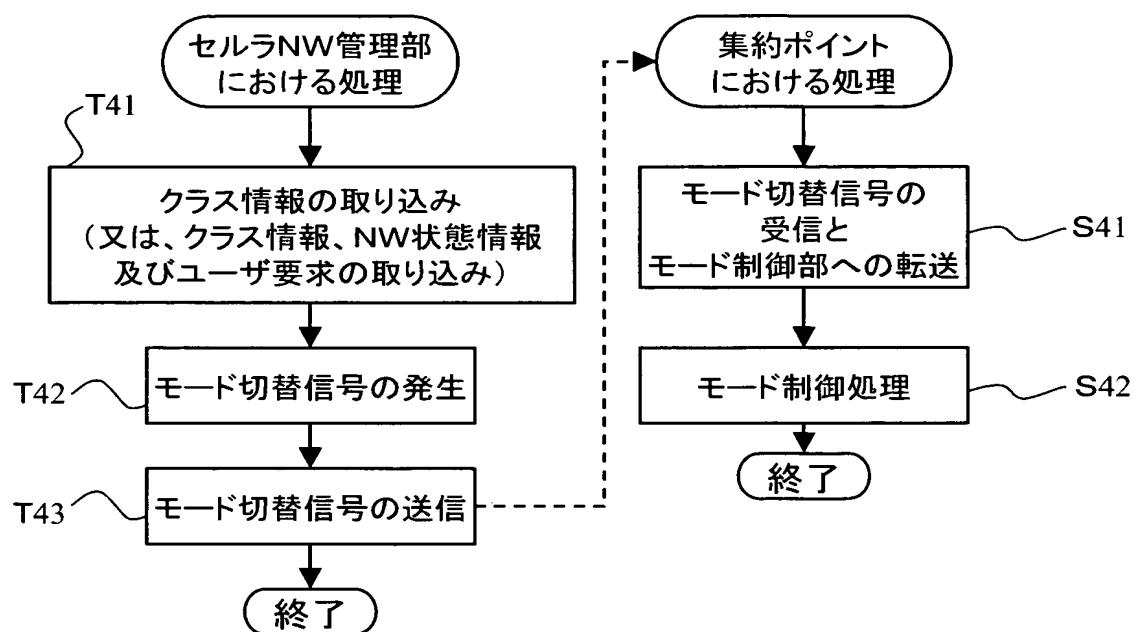 セルラNW管理部
における処理
T41
クラス情報の取り込み
（又は、クラス情報、NW状態情報
及びユーザ要求の取り込み）
T42
モード切替信号の発生
T43
モード切替信号の送信
終了
集約ポイント
における処理
モード切替信号の
受信と
モード制御部への転送
S41
モード制御処理
S42
終了